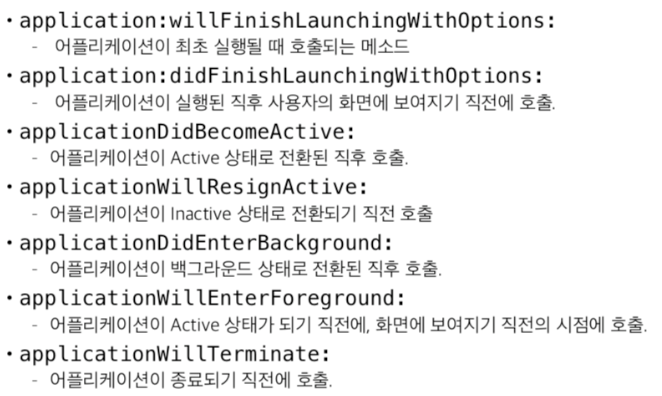 • application:willFinishLaunchingWithOptions:
- 어플리케이션이 최초 실행될 때 호출되는 메소드
• application:didFinishLaunchingWithOptions:
- 어플리케이션이 실행된 직후 사용자의 화면에 보여지기 직전에 호출.
• applicationDidBecomeActive:
- 어플리케이션이 Active 상태로 전환된 직후 호출.
• applicationWillResignActive:
- 어플리케이션이 Inactive 상태로 전환되기 직전 호출
• applicationDidEnterBackground:
- 어플리케이션이 백그라운드 상태로 전환된 직후 호출.
• applicationWillEnterForeground:
- 어플리케이션이 Active 상태가 되기 직전에, 화면에 보여지기 직전의 시점에 호출.
• applicationWillTerminate:
- 어플리케이션이 종료되기 직전에 호출.